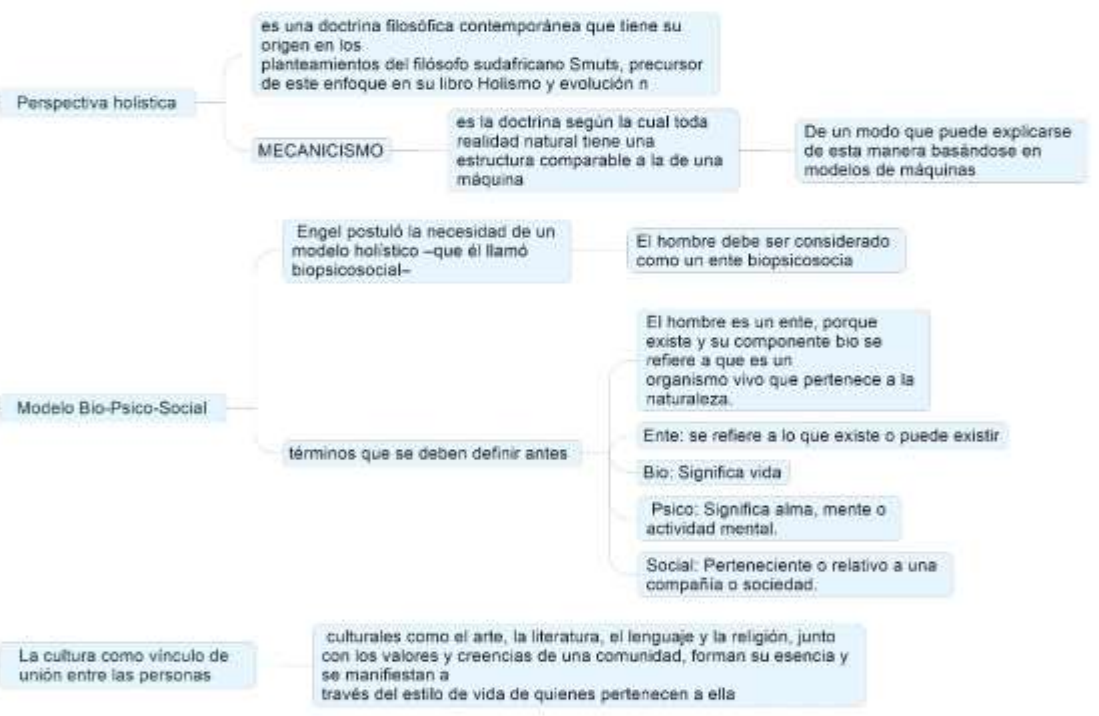 es una doctrina filosófica contemporánea que tiene su
origen en los
planteamientos del filósofo sudafricano Smuts, precursor
de este enfoque en su libro Holismo y evolución n
Perspectiva holística
MECANICISMO
es la doctrina según la cual toda
realidad natural tiene una
estructura comparable a la de una
máquina
De un modo que puede explicarse
de esta manera basándose en
modelos de máquinas
Engel postuló la necesidad de un
modelo holístico –que él llamó
biopsicosocial–
El hombre debe ser considerado
como un ente biopsicosocia
Modelo Bio-Psico-Social
términos que se deben definir antes
El hombre es un ente, porque
existe y su componente bio se
refiere a que es un
organismo vivo que pertenece a la
naturaleza.
Ente: se refiere a lo que existe o puede existir
Bio: Significa vida
Psico: Significa alma, mente o
actividad mental.
Social: Perteneciente o relativo a una
compañía o sociedad.
La cultura como vínculo de
unión entre las personas
culturales como el arte, la literatura, el lenguaje y la religión, junto
con los valores y creencias de una comunidad, forman su esencia y
se manifiestan a
través del estilo de vida de quienes pertenecen a ella